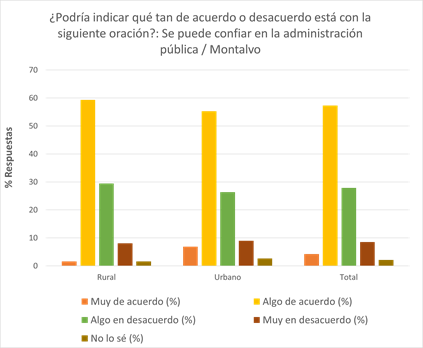 ¿Podría indicar qué tan de acuerdo o desacuerdo está con la
siguiente oración?: Se puede confiar en la administración
pública / Montalvo
70
60
50
40
30
20
10
0
% Respuestas
Rural Urbano Total
Muy de acuerdo (%) Algo de acuerdo (%)
Algo en desacuerdo (%) Muy en desacuerdo (%)
No lo sé (%)